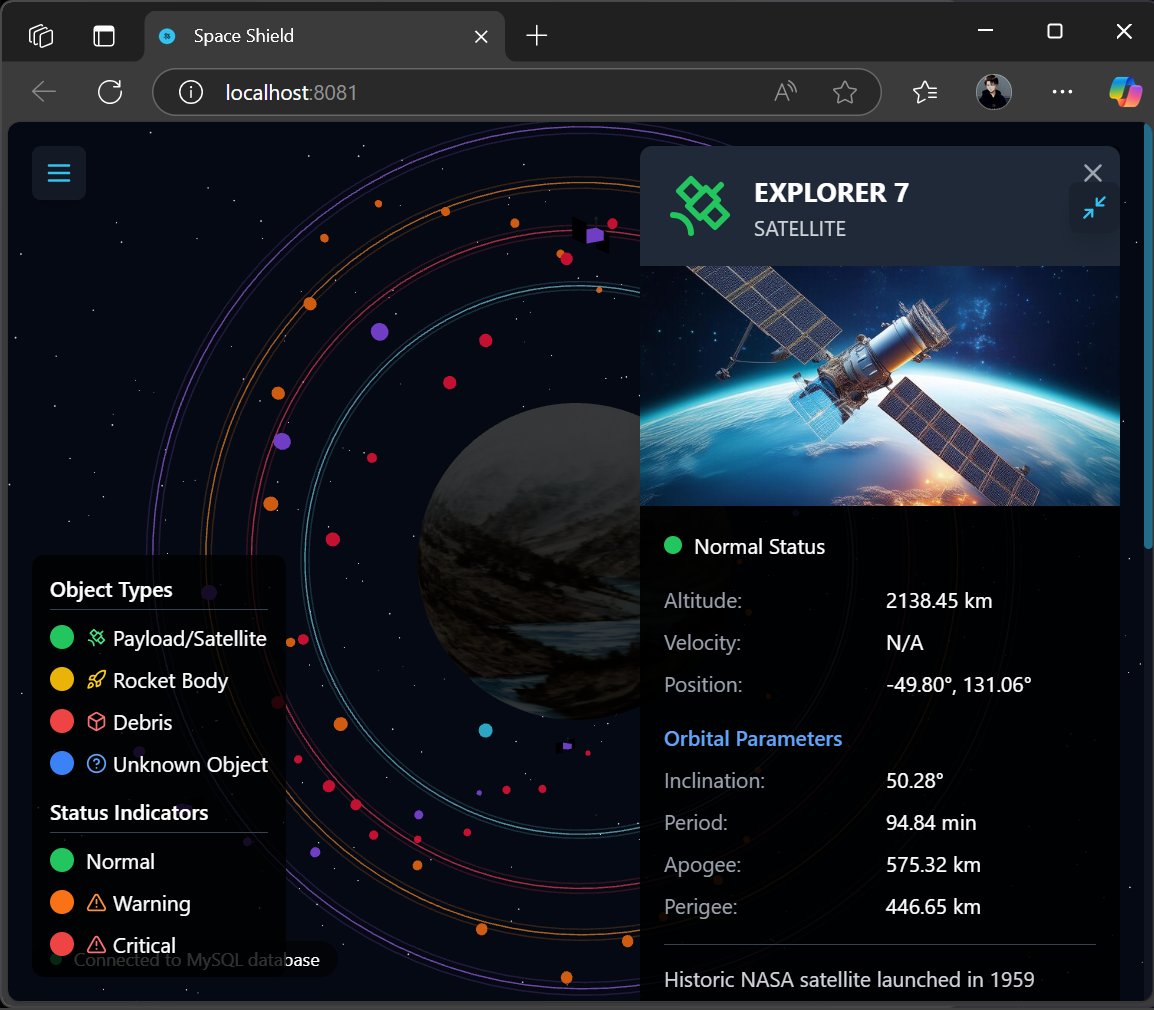 Space Shield
localhost:8081
EXPLORER 7
SATELLITE
Normal Status
Altitude: 2138.45 km
Velocity: N/A
Position: -49.80°, 131.06°
Orbital Parameters
Inclination: 50.28°
Period: 94.84 min
Apogee: 575.32 km
Perigee: 446.65 km
Historic NASA satellite launched in 1959
Object Types
Payload/Satellite
Rocket Body
Debris
Unknown Object
Status Indicators
Normal
Warning
Critical
Connected to MySQL database